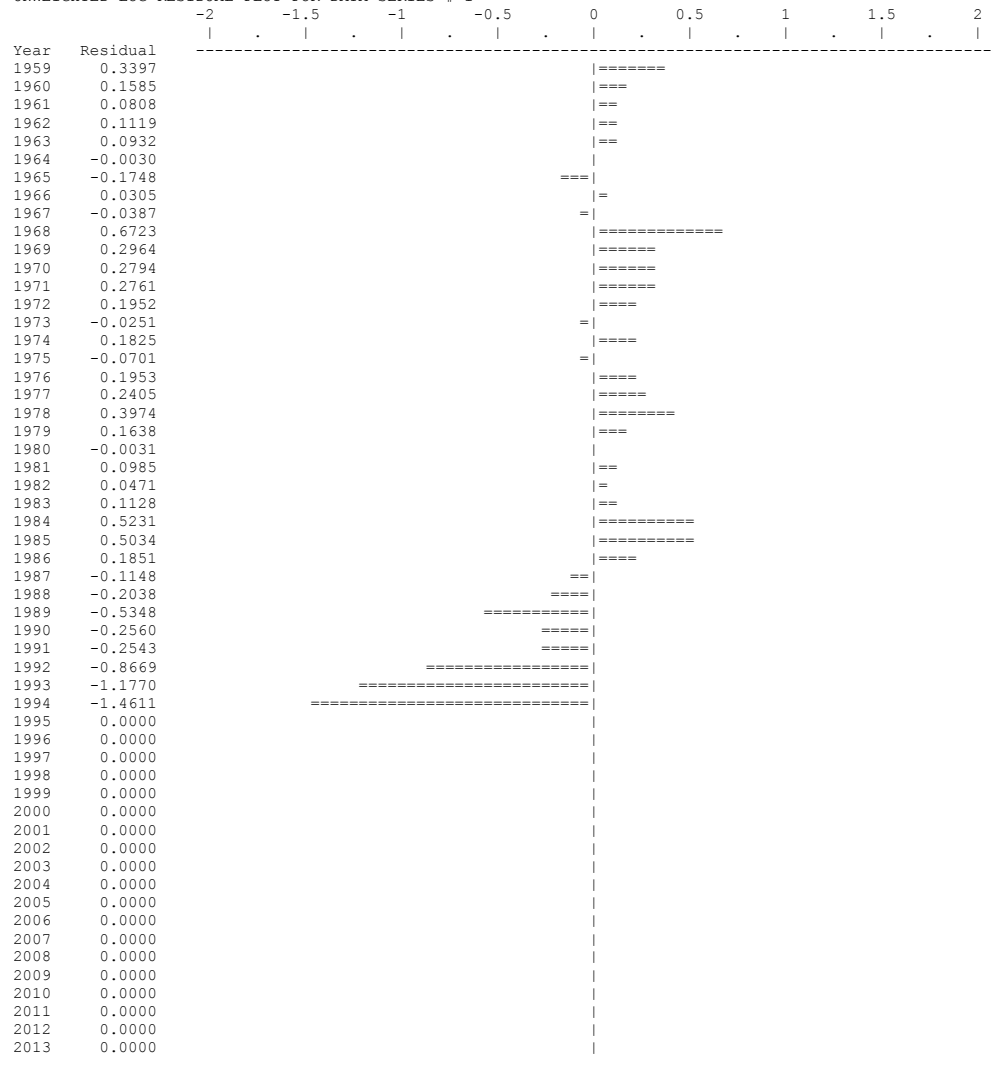 -2 -1.5 -1 -0.5 0 0.5 1 1.5 2
| . | . | . | . | . | . | . | . |
Year Residual -----------------------------------------------------------------------------------
1959 0.3397 |=======
1960 0.1585 |===
1961 0.0808 |==
1962 0.1119 |==
1963 0.0932 |==
1964 -0.0030 |
1965 -0.1748 ===|
1966 0.0305 |=
1967 -0.0387 =|
1968 0.6723 |=============
1969 0.2964 |======
1970 0.2794 |======
1971 0.2761 |======
1972 0.1952 |====
1973 -0.0251 =|
1974 0.1825 |====
1975 -0.0701 =|
1976 0.1953 |====
1977 0.2405 |=====
1978 0.3974 |========
1979 0.1638 |===
1980 -0.0031 |
1981 0.0985 |==
1982 0.0471 |=
1983 0.1128 |==
1984 0.5231 |==========
1985 0.5034 |==========
1986 0.1851 |====
1987 -0.1148 ==|
1988 -0.2038 ====|
1989 -0.5348 ===========|
1990 -0.2560 =====|
1991 -0.2543 =====|
1992 -0.8669 =================|
1993 -1.1770 ========================|
1994 -1.4611 =============================|
1995 0.0000 |
1996 0.0000 |
1997 0.0000 |
1998 0.0000 |
1999 0.0000 |
2000 0.0000 |
2001 0.0000 |
2002 0.0000 |
2003 0.0000 |
2004 0.0000 |
2005 0.0000 |
2006 0.0000 |
2007 0.0000 |
2008 0.0000 |
2009 0.0000 |
2010 0.0000 |
2011 0.0000 |
2012 0.0000 |
2013 0.0000 |